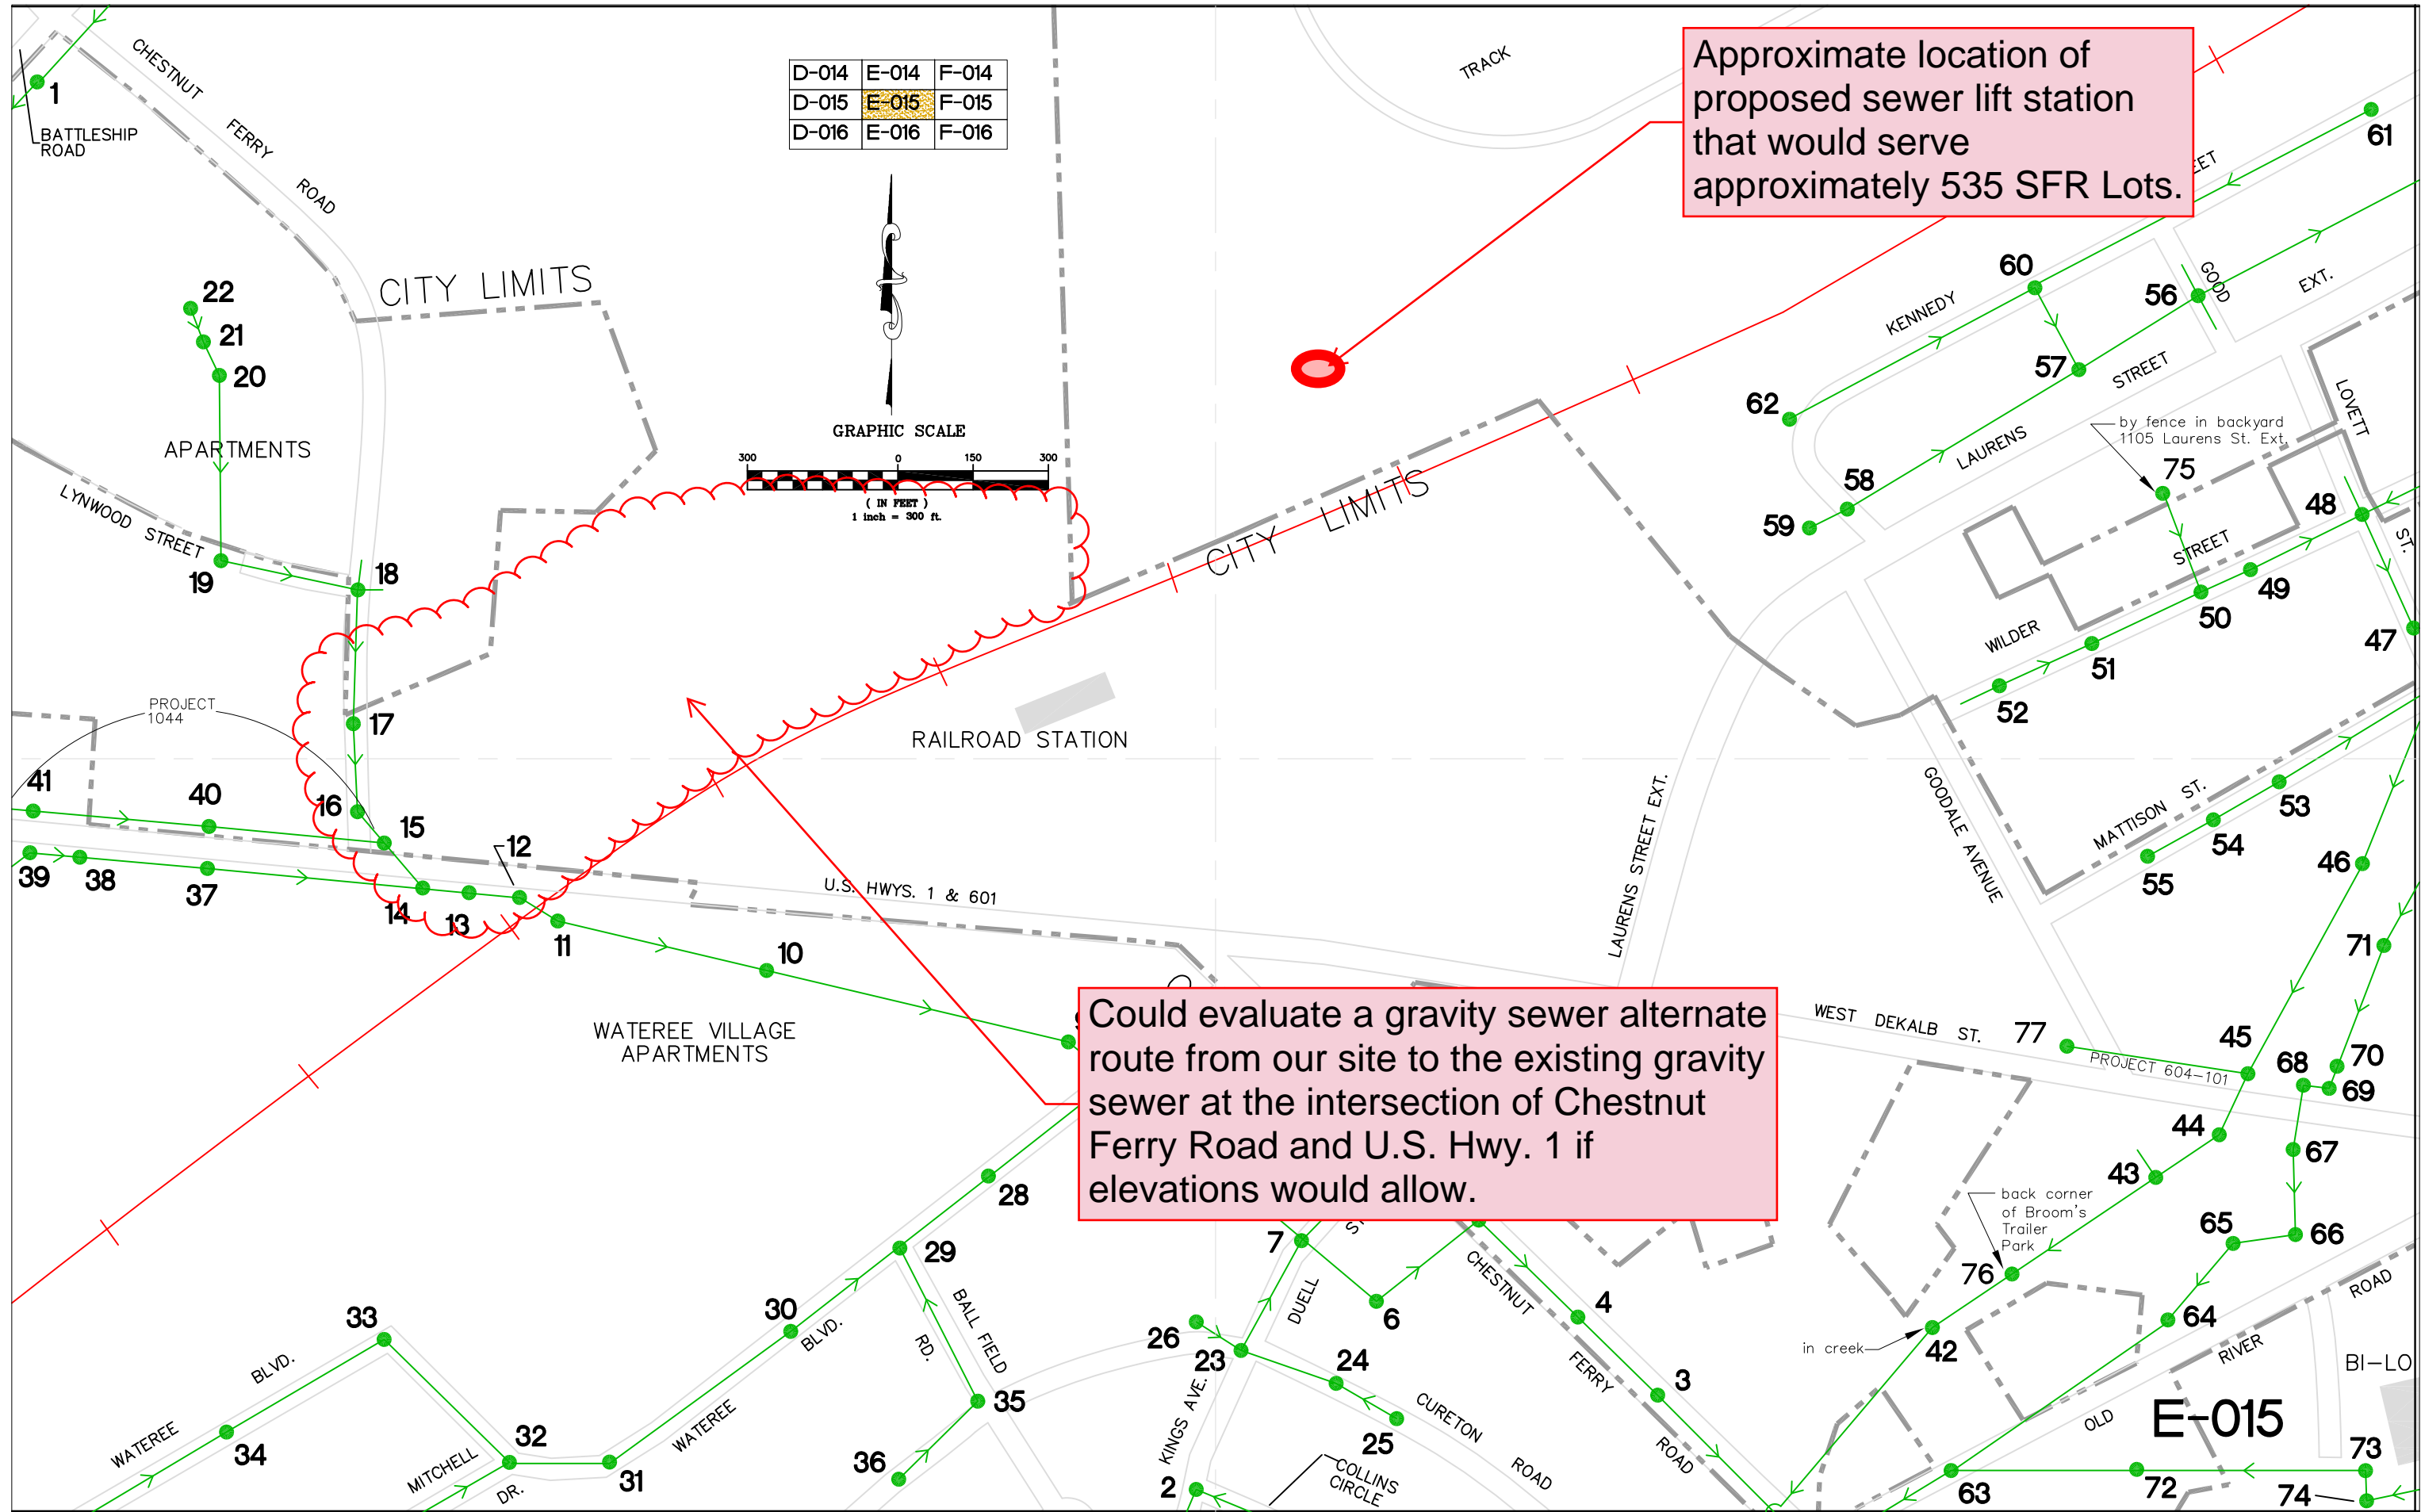 CHESTNUT
FERRY
ROAD
1
BATTLESHIP
ROAD
D-014 E-014 F-014
D-015 E-015 F-015
D-016 E-016 F-016
TRACK
Approximate location of
proposed sewer lift station
that would serve
approximately 535 SFR Lots.
61
22
21
20
CITY LIMITS
APARTMENTS
LYNWOOD
STREET
19
18
GRAPHIC SCALE
300 0 150 300
( IN FEET )
1 inch = 300 ft.
CITY LIMITS
60
KENNEDY
56
GOOD
EXT.
57
STREET
62
LAURENS
58
59
by fence in backyard
1105 Laurens St. Ext.
75
LOVETT
ST.
48
STREET
49
50
47
WILDER
51
52
PROJECT
1044
17
41
40
16
15
12
39
38
37
14
13
11
10
RAILROAD STATION
U.S. HWYS. 1 & 601
WATEREE VILLAGE
APARTMENTS
LAURENS STREET EXT.
GOODALE AVENUE
MATTISON ST.
53
54
55
46
71
Could evaluate a gravity sewer alternate
route from our site to the existing gravity
sewer at the intersection of Chestnut
Ferry Road and U.S. Hwy. 1 if
elevations would allow.
WEST DEKALB ST.
77
PROJECT 604-101
45
68
70
69
44
67
43
back corner
of Broom's
Trailer
Park
65
66
76
64
in creek
42
28
29
7
30
BLVD.
BALL FIELD
RD.
33
BLVD.
WATEREE
34
32
MITCHELL
DR.
31
WATEREE
35
36
26
23
DUELL
6
24
25
KINGS AVE.
2
COLLINS
CIRCLE
CURETON
ROAD
CHESTNUT
FERRY
ROAD
4
3
OLD
RIVER
ROAD
BI-LO
E-015
63
72
73
74